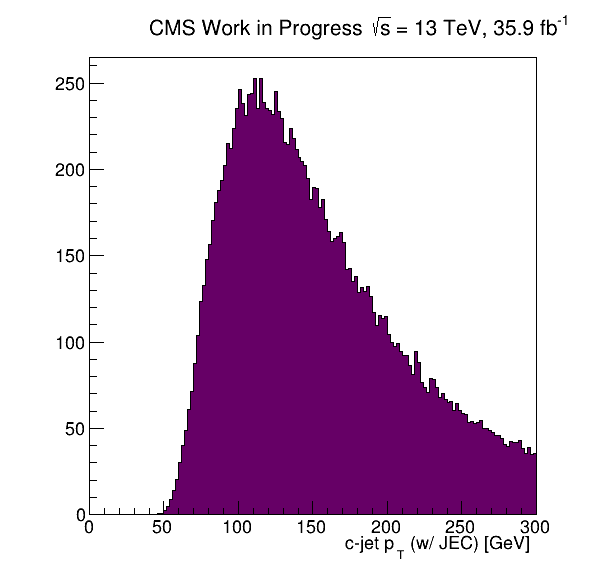 CMS Work in Progress √s = 13 TeV, 35.9 fb⁻¹
250
200
150
100
50
0
0 50 100 150 200 250 300
c-jet p_T (w/ JEC) [GeV]